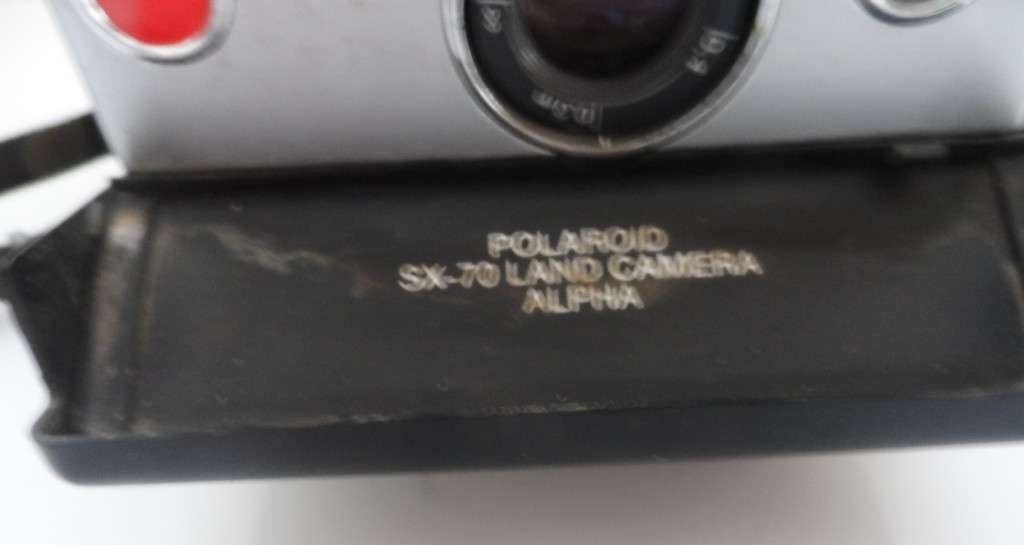 POLAROID
SX-70 LAND CAMERA
ALPHA